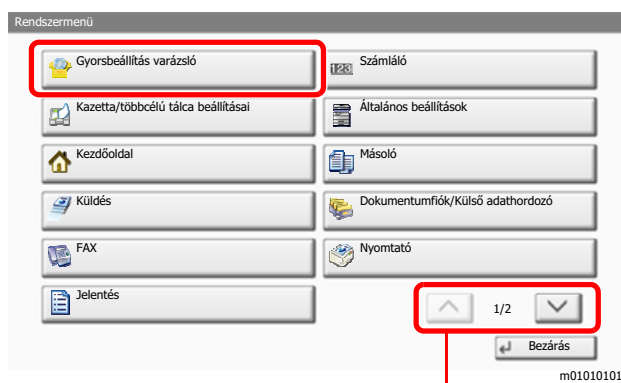 Rendszermenü
Gyorsbeállítás varázsló
123 Számláló
Kazetta/többcélú tálca beállításai
Általános beállítások
Kezdőoldal
Másoló
Küldés
Dokumentumfiók/Külső adathordozó
FAX
Nyomtató
Jelentés
1/2
Bezárás
m01010101